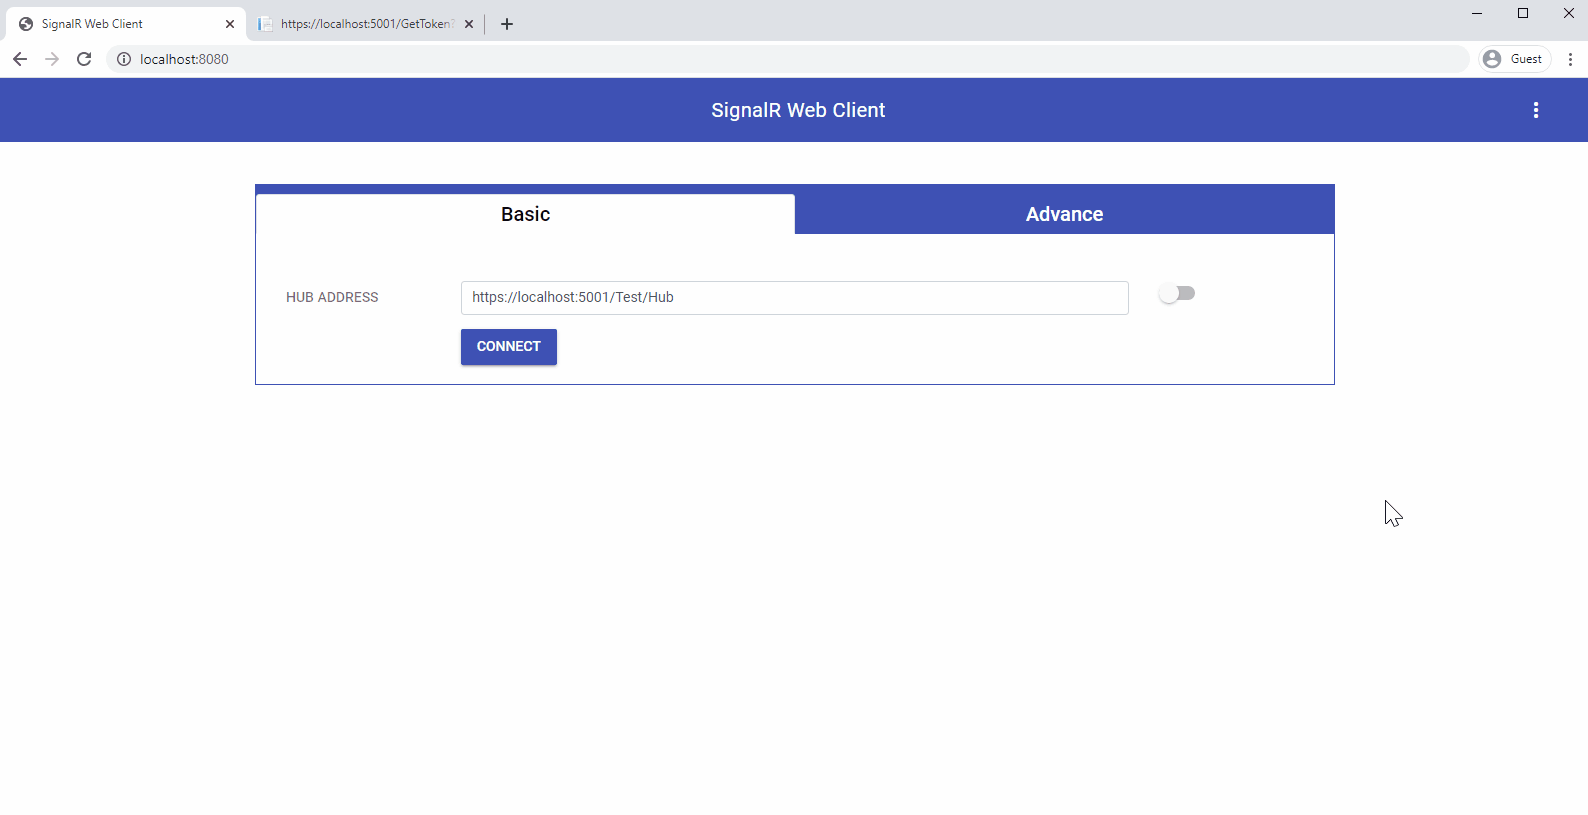 SignalR Web Client
https://localhost:5001/GetToken
localhost:8080
Guest
SignalR Web Client
Basic
Advance
HUB ADDRESS
https://localhost:5001/Test/Hub
CONNECT